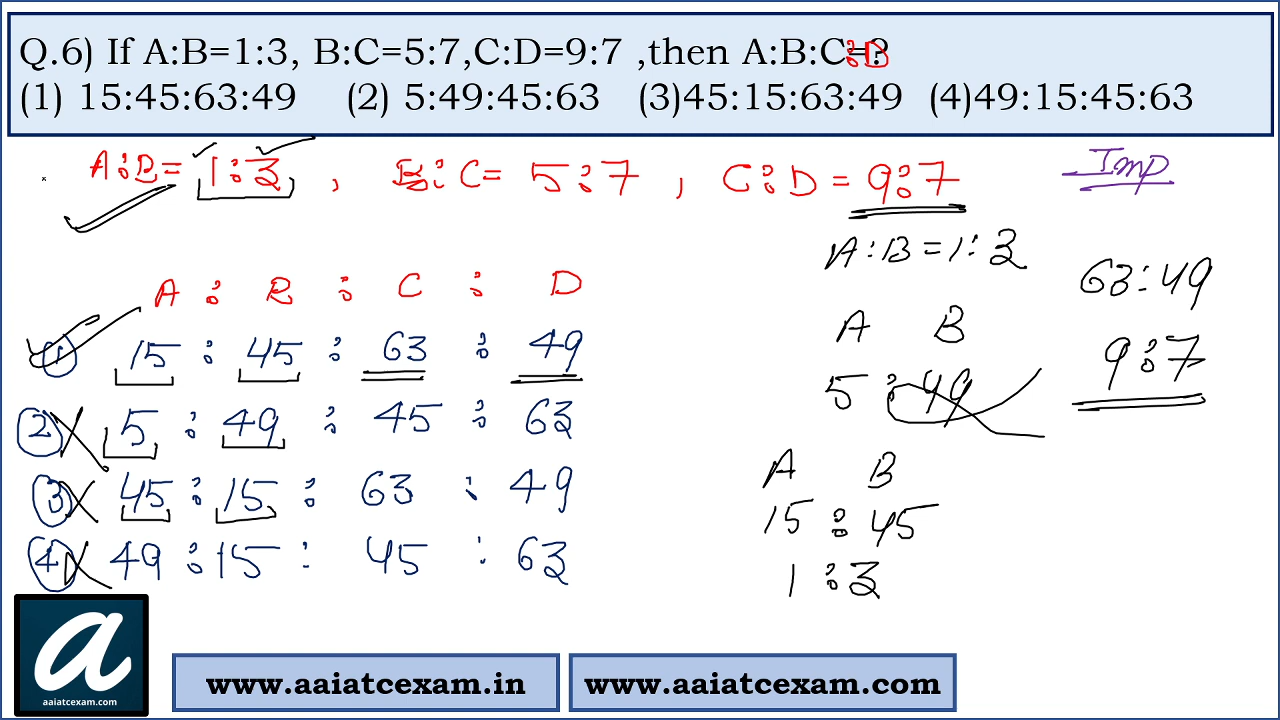 Q.6) If A:B=1:3, B:C=5:7,C:D=9:7 ,then A:B:C:D=?
(1) 15:45:63:49 (2) 5:49:45:63 (3)45:15:63:49 (4)49:15:45:63
A:B= 1:3 , B:C= 5:7 , C:D = 9:7
Imp
A:B=1:3
63:49
9:7
A : B : C : D
① 15 : 45 : 63 : 49
② 5 : 49 : 45 : 63
③ 45 : 15 : 63 : 49
④ 49 : 15 : 45 : 63
A B
5 : 49
A B
15 : 45
1 : 3
a
aaiatcexam.com
www.aaiatcexam.in
www.aaiatcexam.com